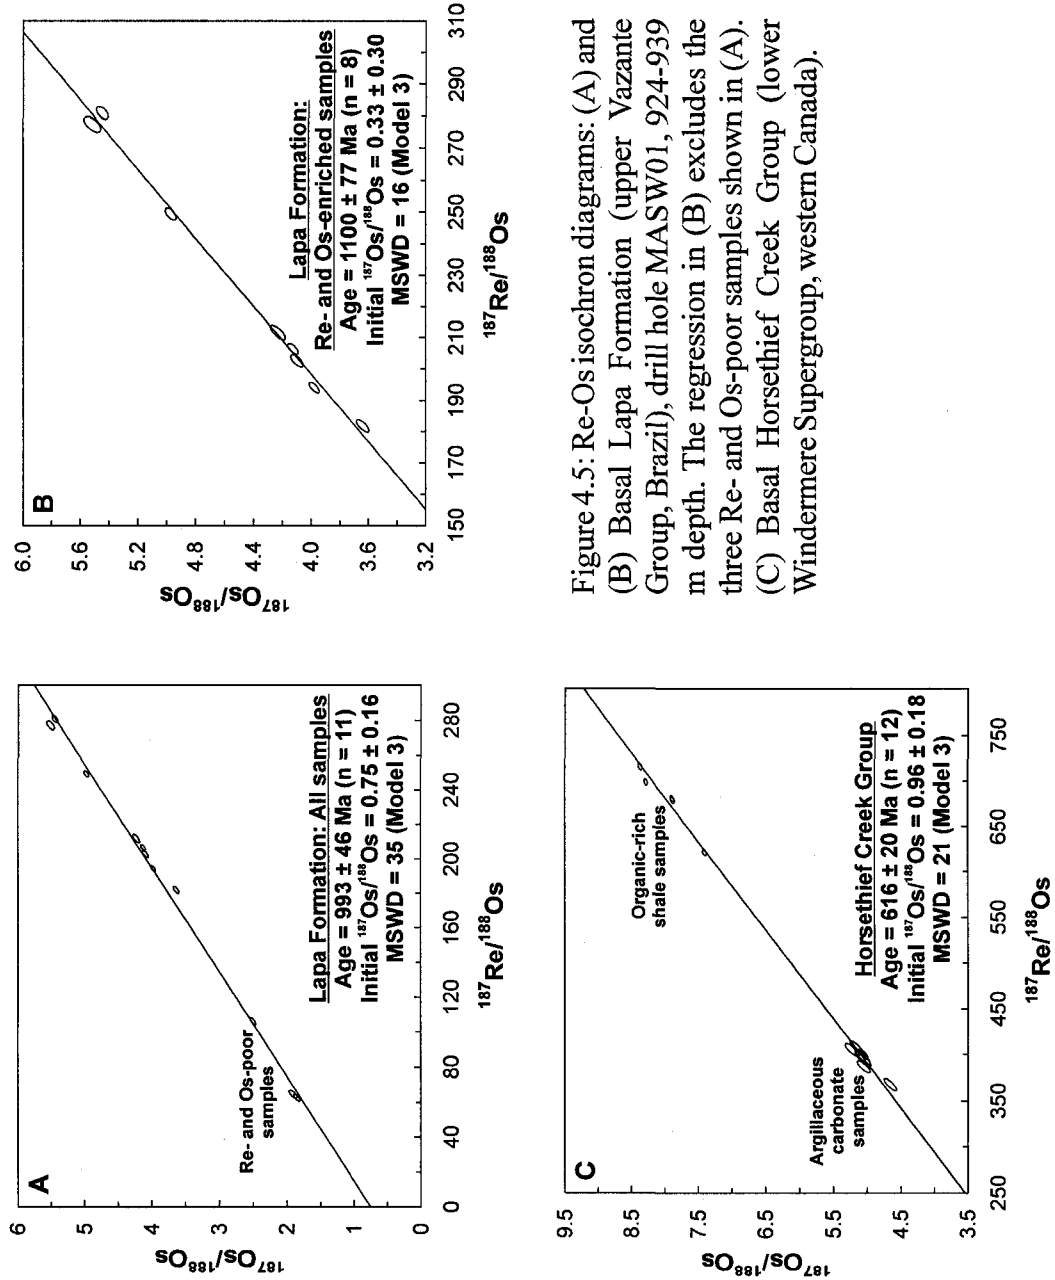 A
187Os/188Os
6
5
4
3
2
1
0
Re- and Os-poor
samples
Lapa Formation: All samples
Age = 993 ± 46 Ma (n = 11)
Initial 187Os/188Os = 0.75 ± 0.16
MSWD = 35 (Model 3)
0 40 80 120 160 200 240 280
187Re/188Os
B
187Os/188Os
6.0
5.6
5.2
4.8
4.4
4.0
3.6
3.2
Lapa Formation:
Re- and Os-enriched samples
Age = 1100 ± 77 Ma (n = 8)
Initial 187Os/188Os = 0.33 ± 0.30
MSWD = 16 (Model 3)
150 170 190 210 230 250 270 290 310
187Re/188Os
C
187Os/188Os
9.5
8.5
7.5
6.5
5.5
4.5
3.5
Organic-rich
shale samples
Argillaceous
carbonate
samples
Horsethief Creek Group
Age = 616 ± 20 Ma (n = 12)
Initial 187Os/188Os = 0.96 ± 0.18
MSWD = 21 (Model 3)
250 350 450 550 650 750
187Re/188Os
Figure 4.5: Re-Os isochron diagrams: (A) and
(B) Basal Lapa Formation (upper Vazante
Group, Brazil), drill hole MASW01, 924-939
m depth. The regression in (B) excludes the
three Re- and Os-poor samples shown in (A).
(C) Basal Horsethief Creek Group (lower
Windermere Supergroup, western Canada).